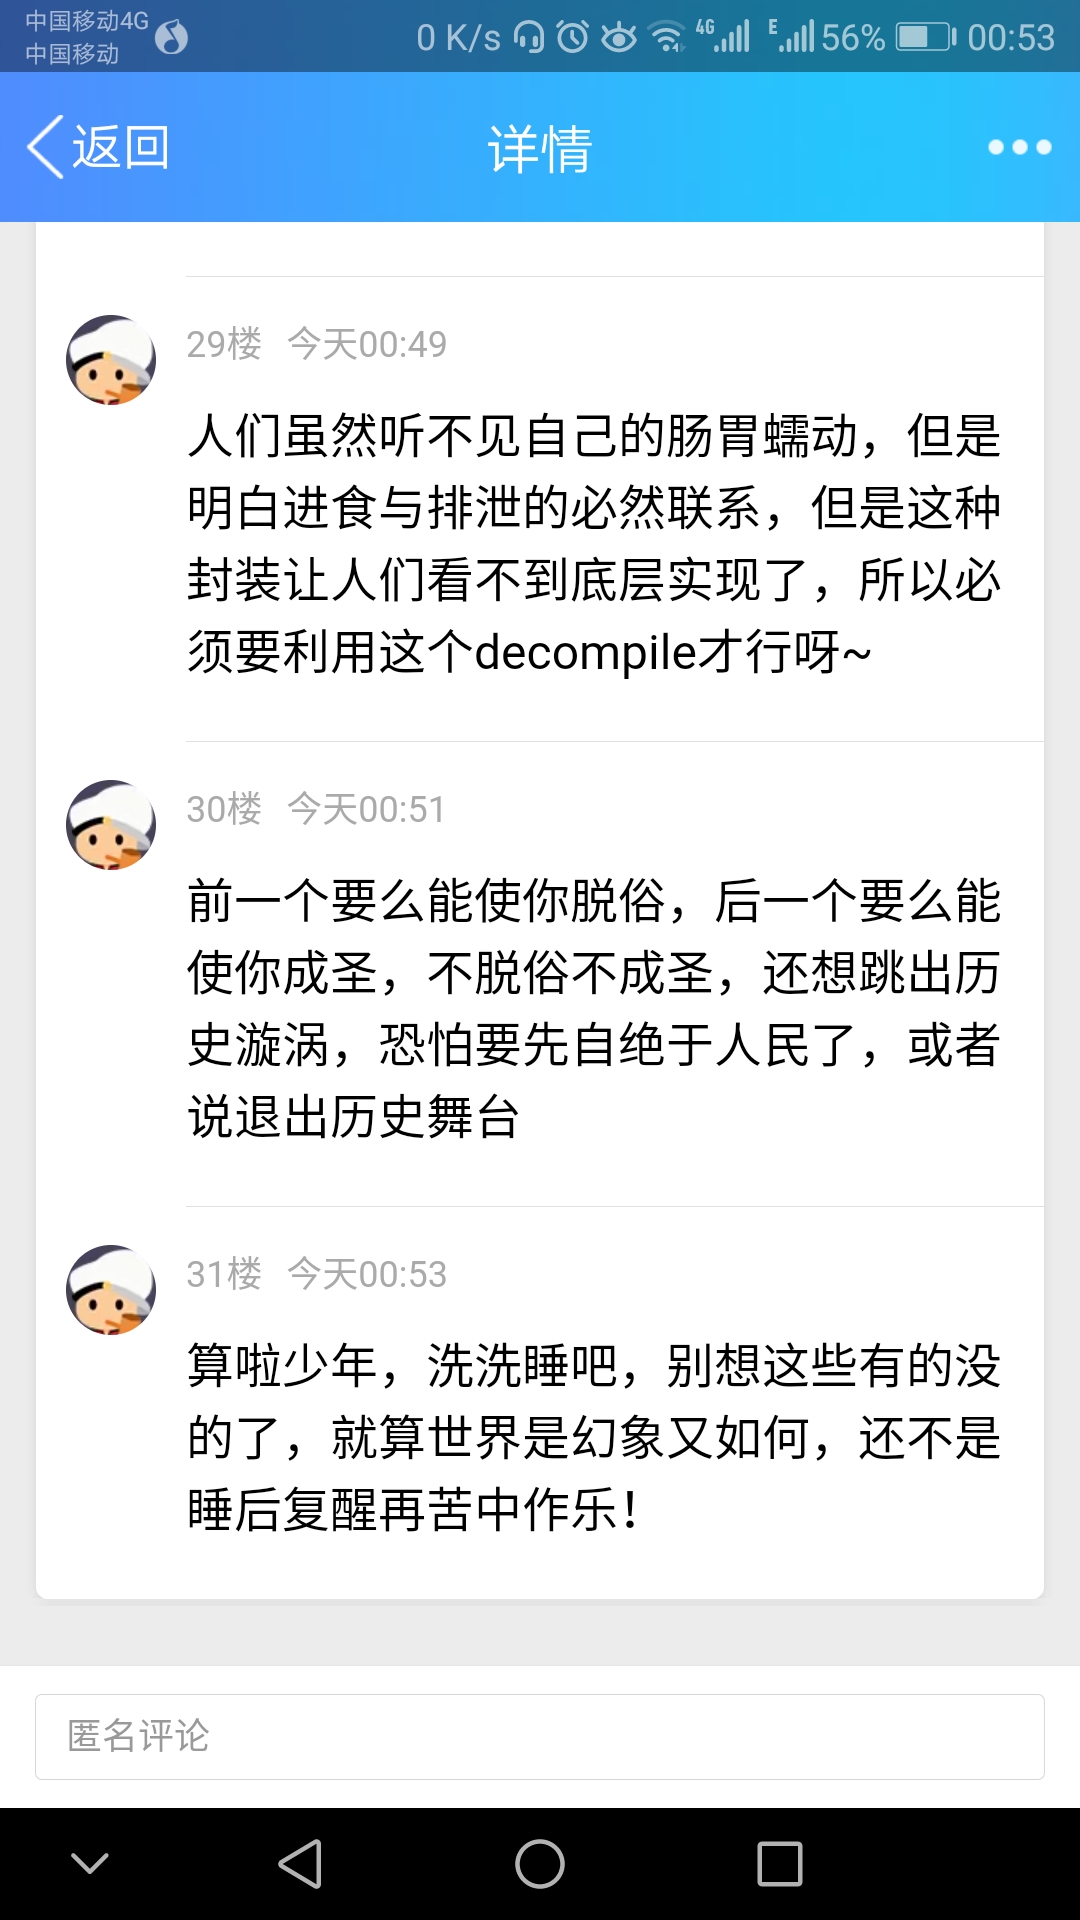 中国移动4G
中国移动
0 K/s 4G E 56% 00:53
返回 详情
29楼 今天00:49
人们虽然听不见自己的肠胃蠕动，但是
明白进食与排泄的必然联系，但是这种
封装让人们看不到底层实现了，所以必
须要利用这个decompile才行呀~
30楼 今天00:51
前一个要么能使你脱俗，后一个要么能
使你成圣，不脱俗不成圣，还想跳出历
史漩涡，恐怕要先自绝于人民了，或者
说退出历史舞台
31楼 今天00:53
算啦少年，洗洗睡吧，别想这些有的没
的了，就算世界是幻象又如何，还不是
睡后复醒再苦中作乐！
匿名评论